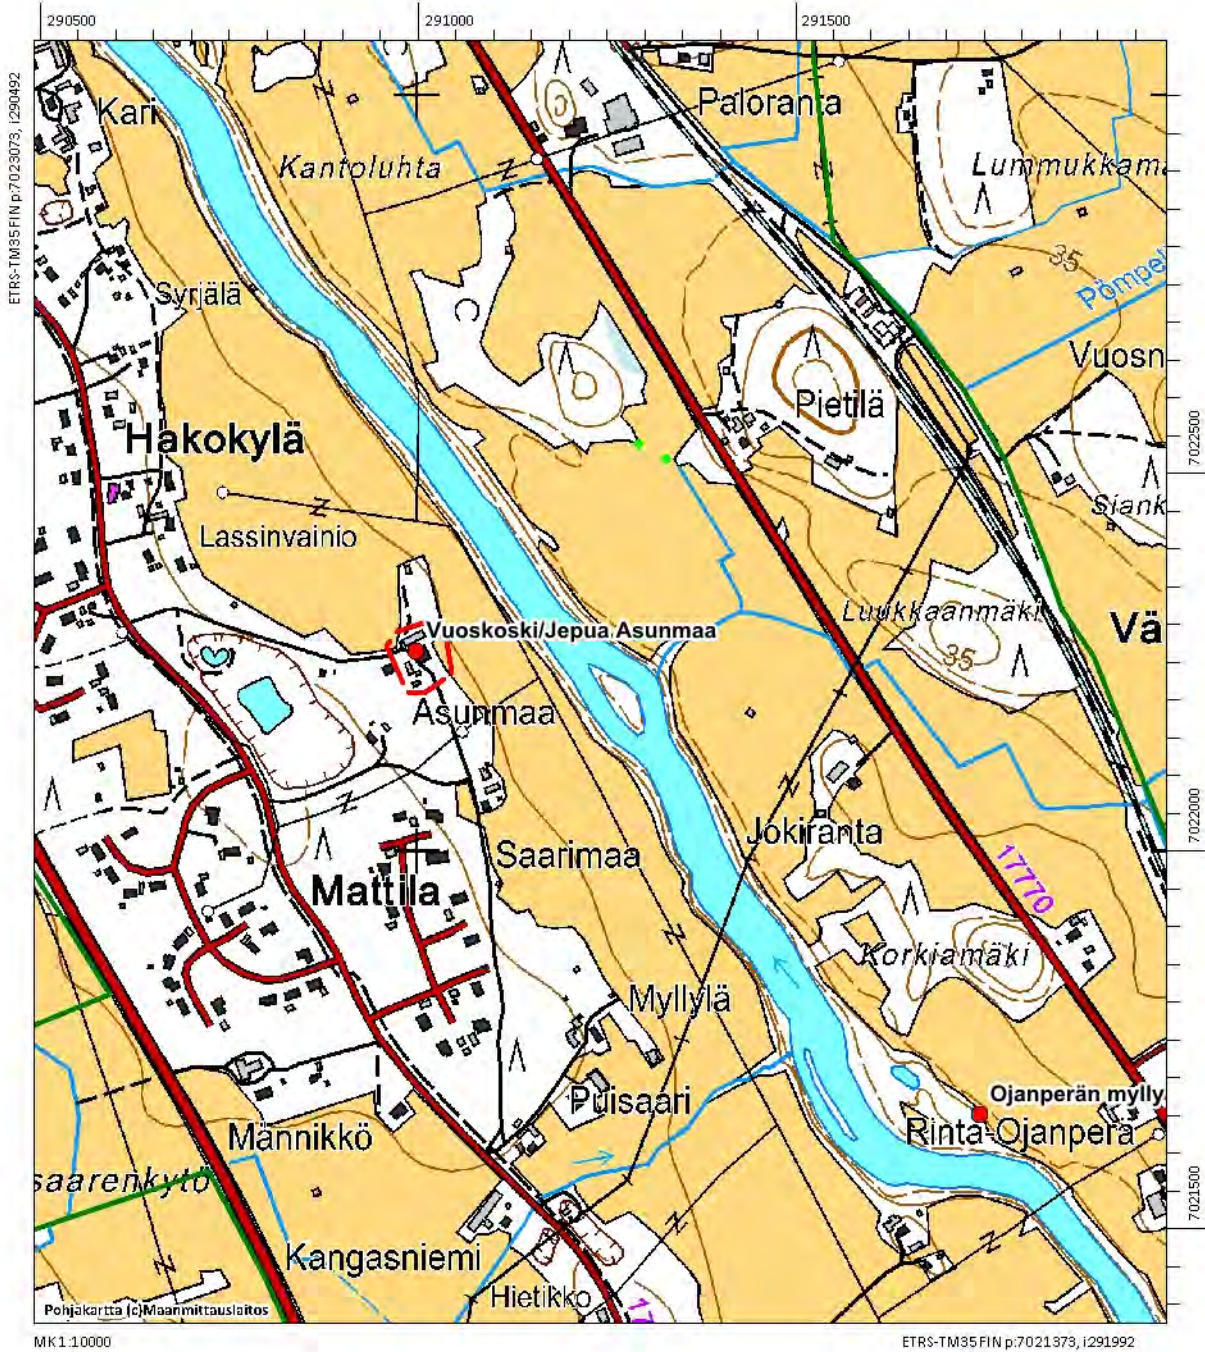 290500
291000
291500
ETRS-TM35FIN p:7023073, i290492
Kari
Paloranta
Kantoluhta
Lummukkam
35
Syrjälä
Pömpel
Vuosn
Pietilä
Hakokylä
7022500
Siank
Lassinvainio
Luukkaanmäki
Vuoskoski/Jepua Asunmaa
Vä
35
Asunmaa
7022000
Jokiranta
Saarimaa
17770
Mattila
Korkiamäki
Myllylä
Ojanperän mylly
Puisaari
Rinta-Ojanperä
Männikkö
saarenkytö
7021500
Kangasniemi
Hietikko
17
Pohjakartta (c)Maanmittauslaitos
MK1:10000
ETRS-TM35FIN p:7021373, i291992